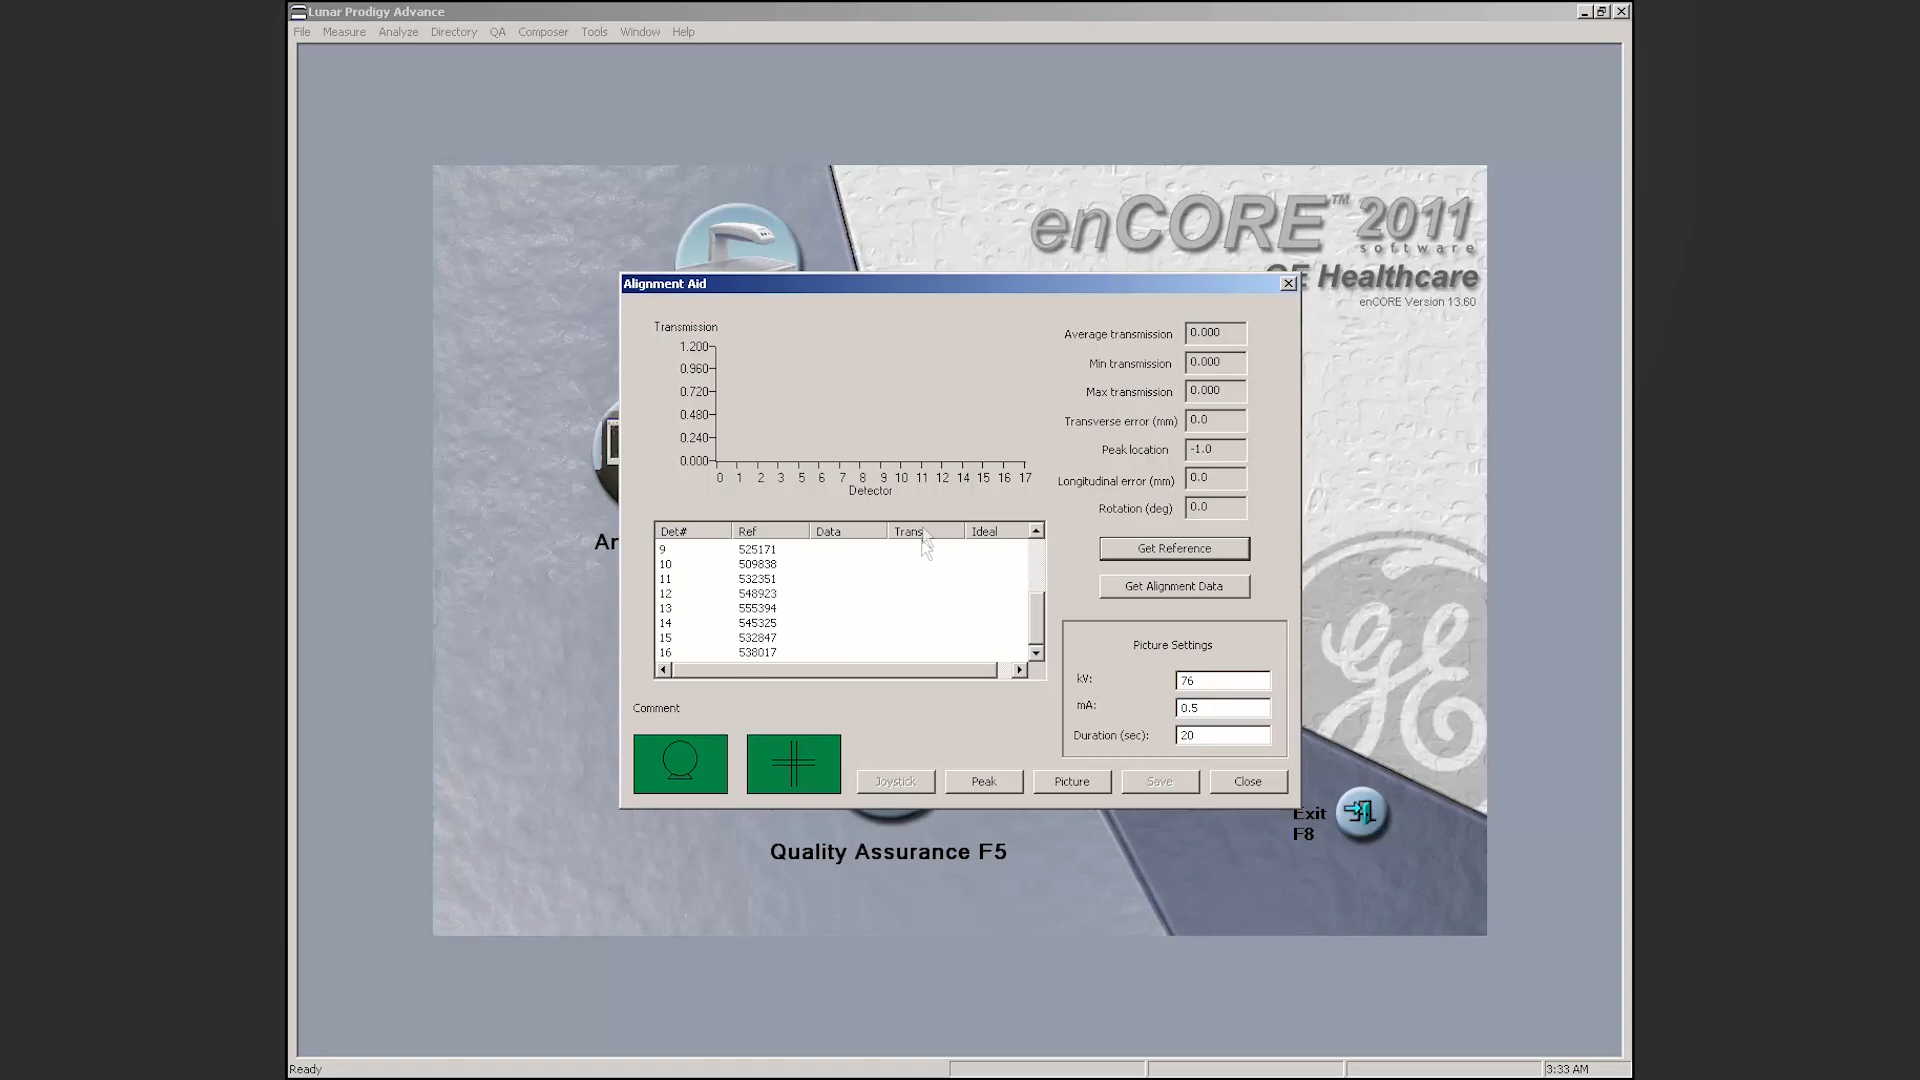 Lunar Prodigy Advance
File Measure Analyze Directory QA Composer Tools Window Help
enCORE™ 2011
software
GE Healthcare
enCORE Version 13.60
Alignment Aid
Transmission
1.200
0.960
0.720
0.480
0.240
0.000
0 1 2 3 5 6 7 8 9 10 11 12 14 15 16 17
Detector
Average transmission 0.000
Min transmission 0.000
Max transmission 0.000
Transverse error (mm) 0.0
Peak location -1.0
Longitudinal error (mm) 0.0
Rotation (deg) 0.0
Det# Ref Data Trans Ideal
9 525171
10 509838
11 532351
12 548923
13 555394
14 545325
15 532847
16 538017
Get Reference
Get Alignment Data
Picture Settings
kV: 76
mA: 0.5
Duration (sec): 20
Comment
Joystick Peak Picture Save Close
Exit
F8
Quality Assurance F5
Ready 3:33 AM